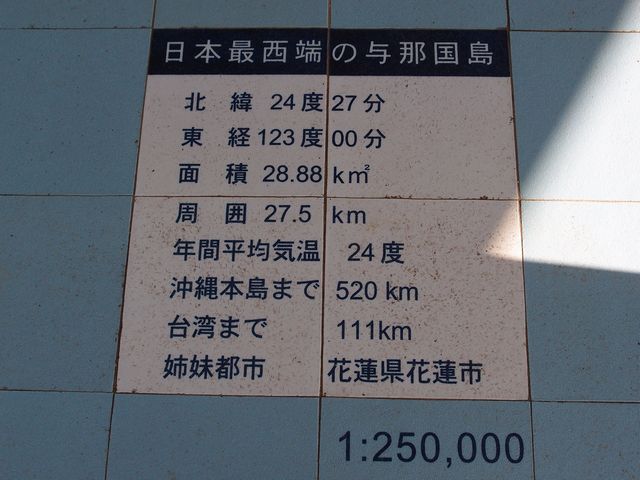 日本最西端の与那国島
北緯 24度27分
東経 123度00分
面積 28.88 k㎡
周囲 27.5 km
年間平均気温 24度
沖縄本島まで 520 km
台湾まで 111km
姉妹都市 花蓮県花蓮市
1:250,000